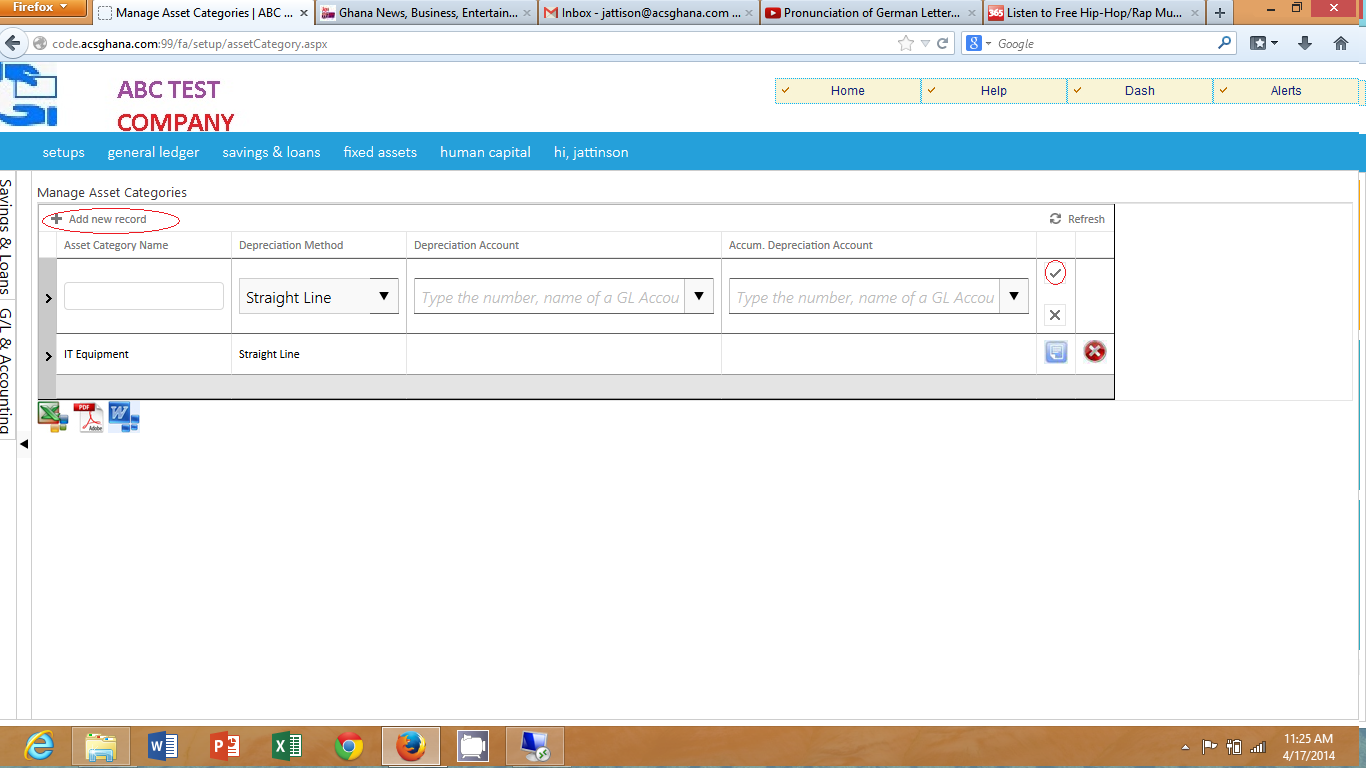 Firefox
Manage Asset Categories | ABC ...
Ghana News, Business, Entertain...
Inbox - jattison@acsghana.com ...
Pronunciation of German Letter...
365 Listen to Free Hip-Hop/Rap Mu...
code.acsghana.com:99/fa/setup/assetCategory.aspx
Google
ABC TEST
COMPANY
Home
Help
Dash
Alerts
setups
general ledger
savings & loans
fixed assets
human capital
hi, jattinson
Savings & Loans
G/L & Accounting
Manage Asset Categories
Add new record
Refresh
Asset Category Name
Depreciation Method
Depreciation Account
Accum. Depreciation Account
Straight Line
Type the number, name of a GL Accou
Type the number, name of a GL Accou
IT Equipment
Straight Line
PDF
Adobe
11:25 AM
4/17/2014